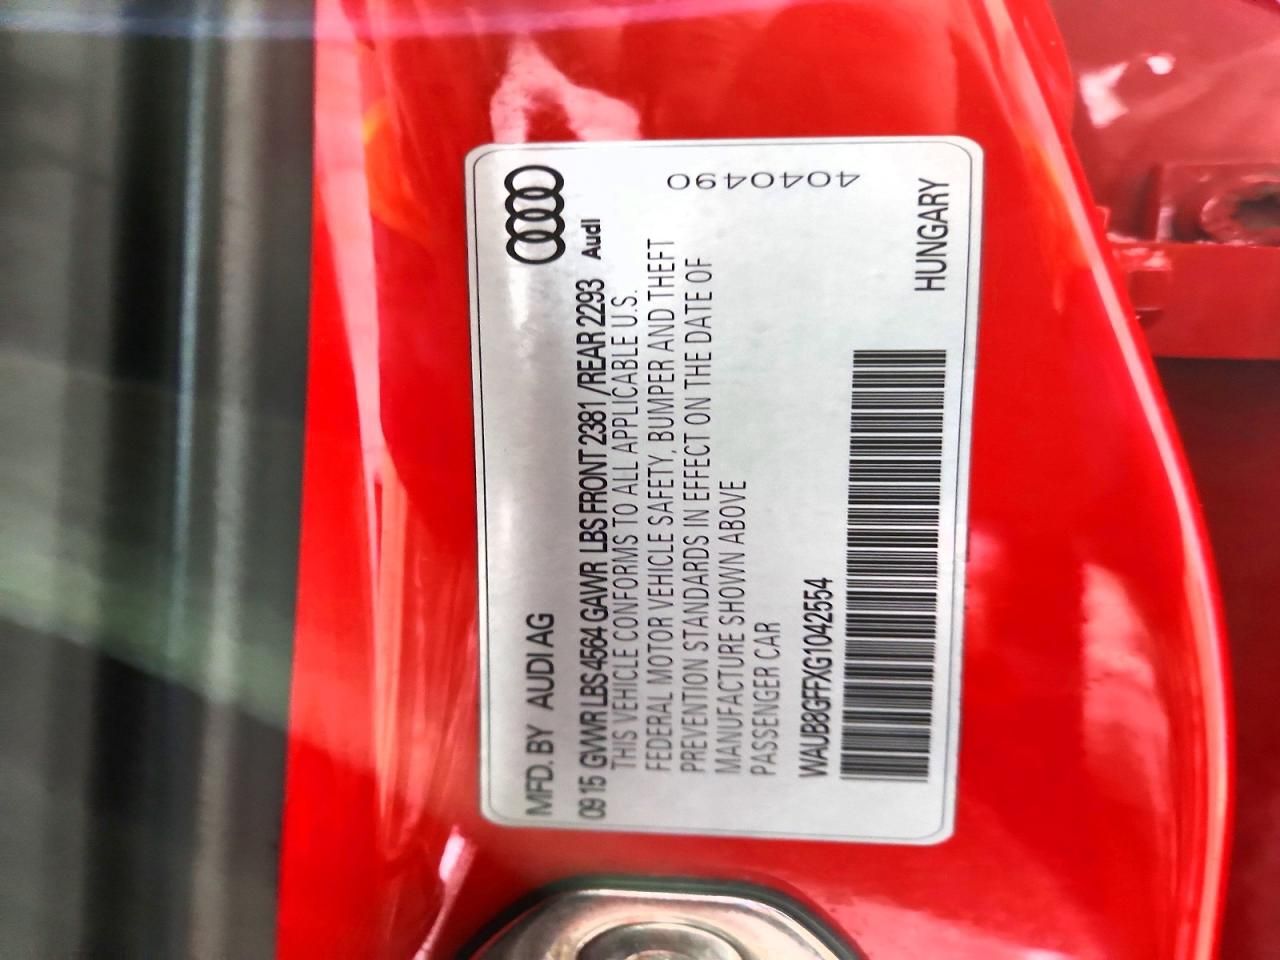 MFD. BY AUDI AG
Audi
09 15 GVWR LBS 4564 GAWR LBS FRONT 2381 /REAR 2293
THIS VEHICLE CONFORMS TO ALL APPLICABLE U.S.
FEDERAL MOTOR VEHICLE SAFETY, BUMPER AND THEFT
PREVENTION STANDARDS IN EFFECT ON THE DATE OF
MANUFACTURE SHOWN ABOVE
PASSENGER CAR
4040490
WAUB8GFFXG1042554
HUNGARY